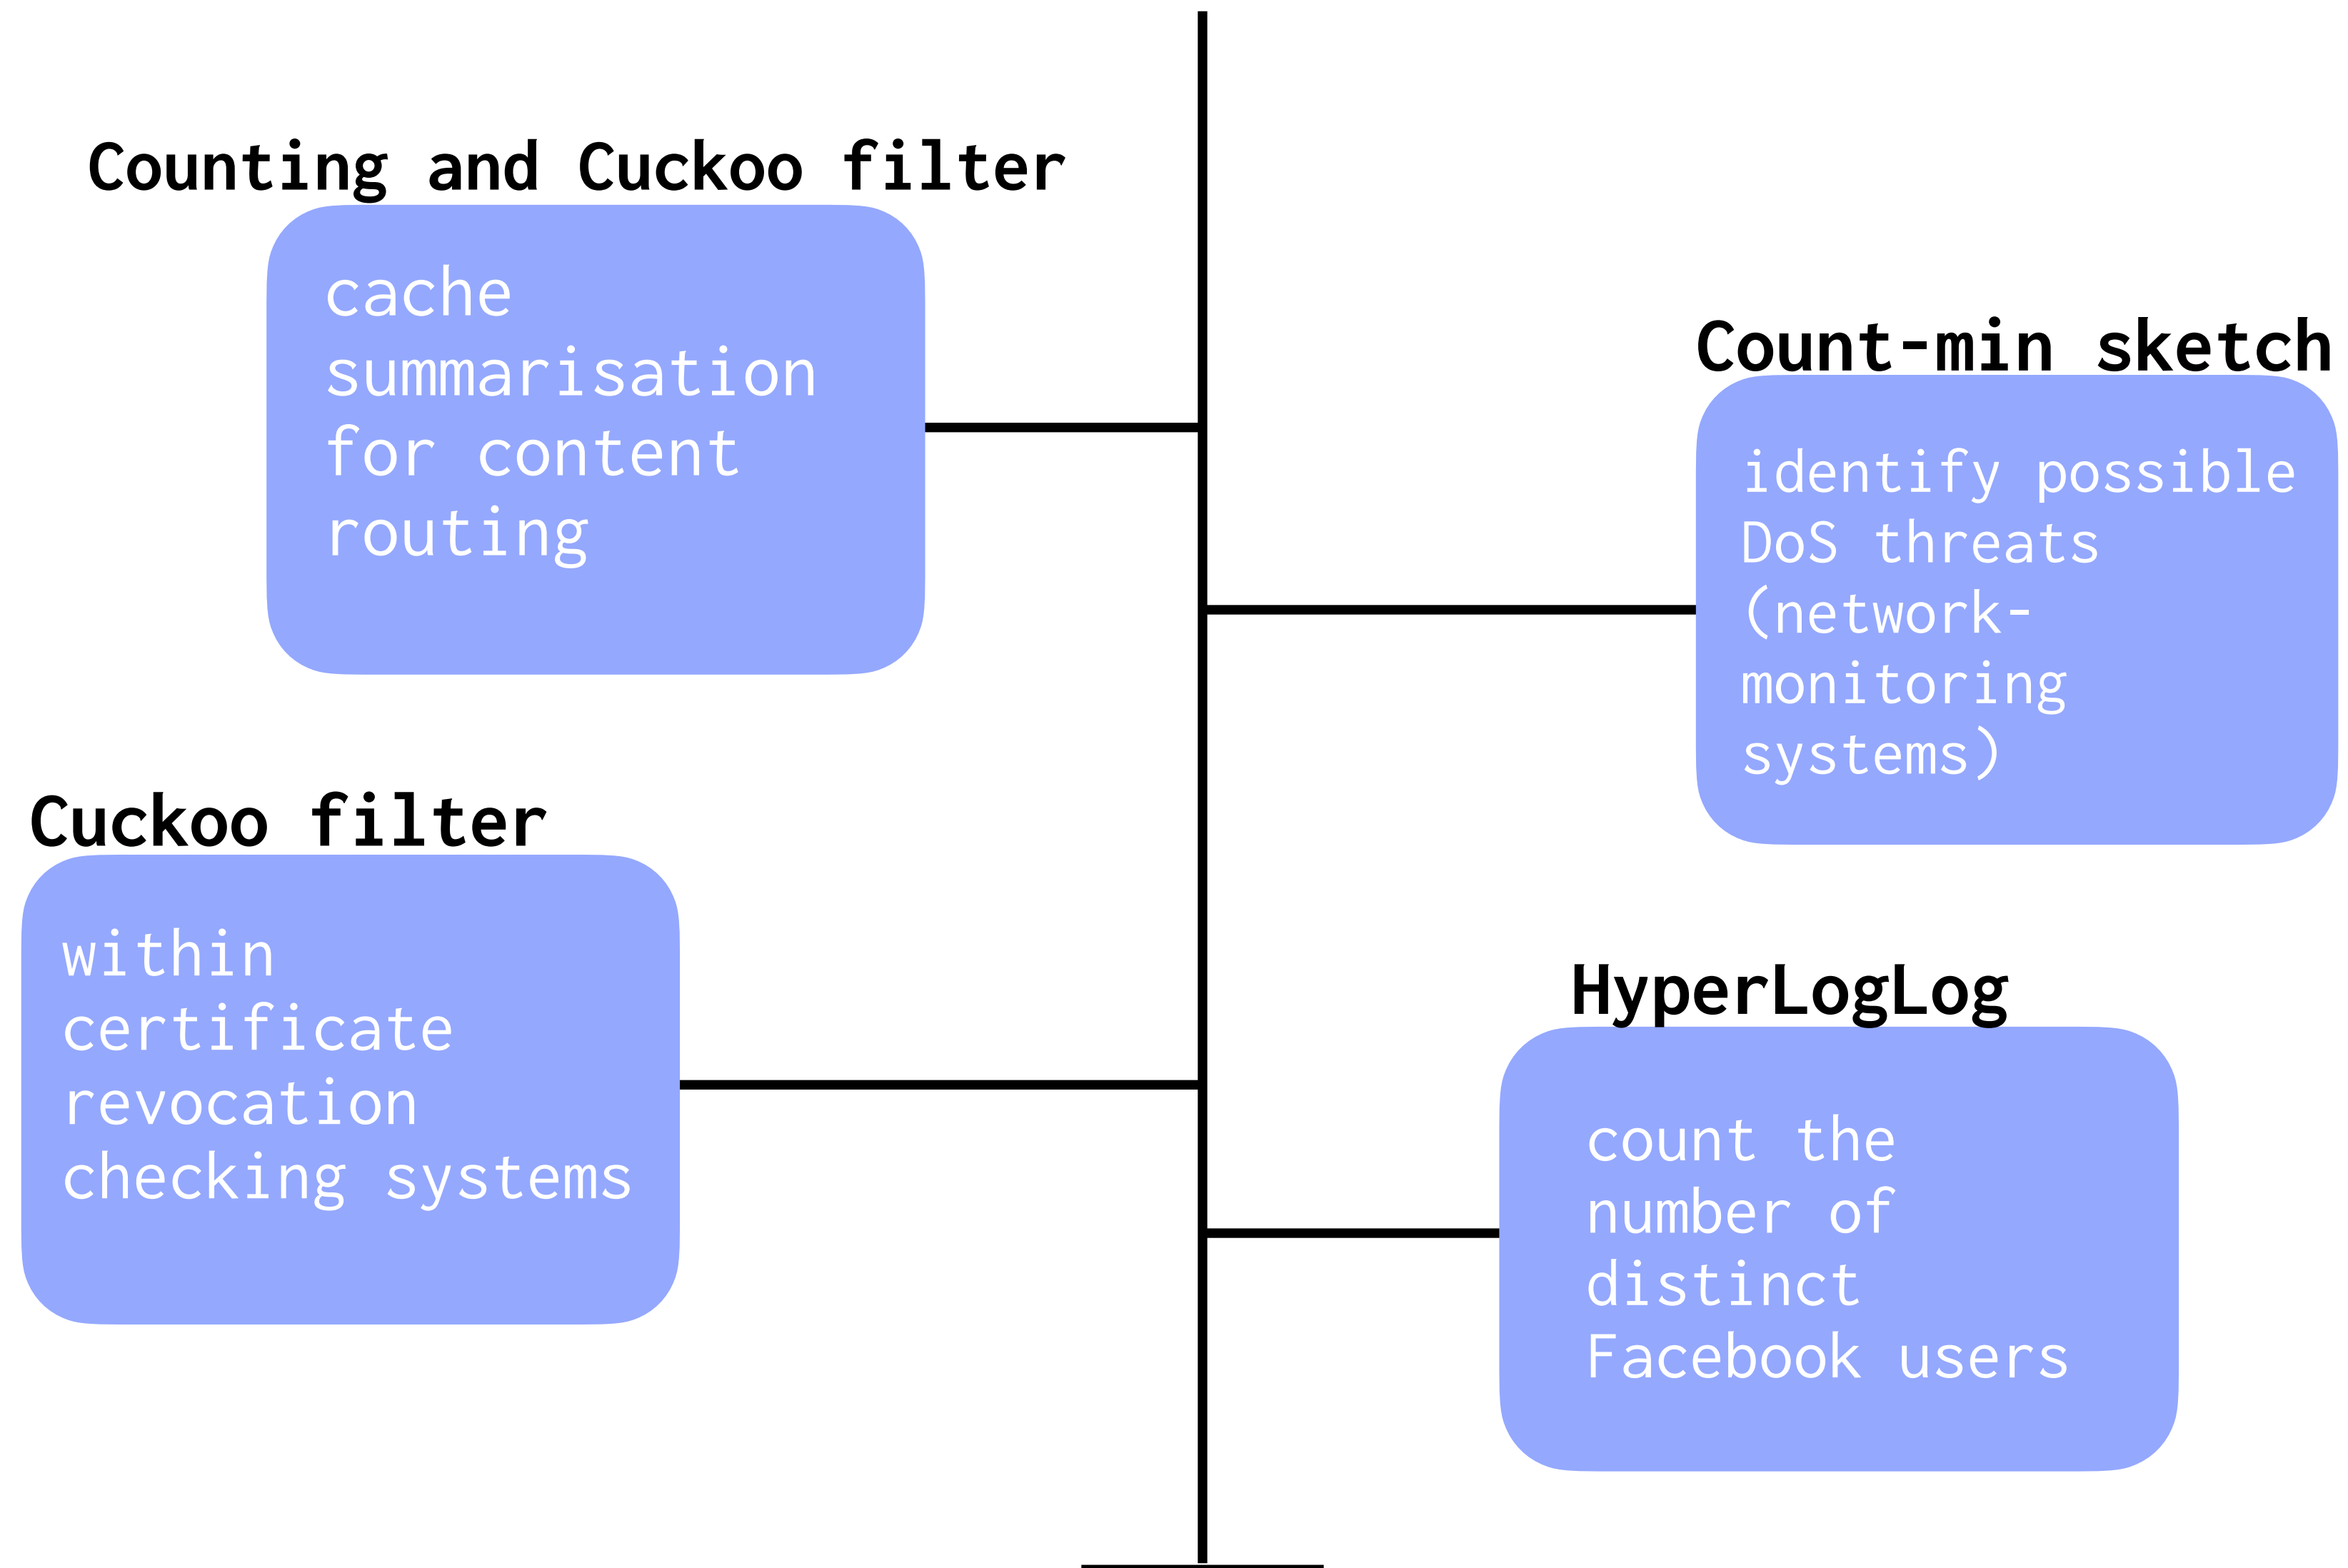 Counting and Cuckoo filter
cache
summarisation
for content
routing
Count-min sketch
identify possible
DoS threats
(network-
monitoring
systems)
Cuckoo filter
within
certificate
revocation
checking systems
HyperLogLog
count the
number of
distinct
Facebook users